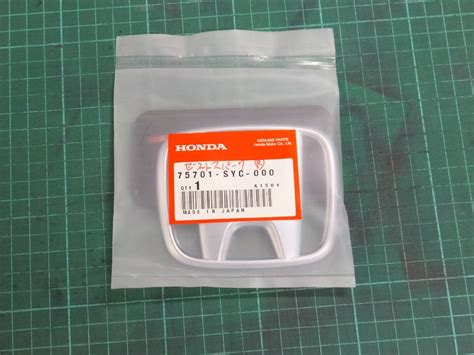 HONDA
GENUINE PARTS
Honda Motor Co., Ltd.
75701-SYC-000
QTY 1
MADE IN JAPAN